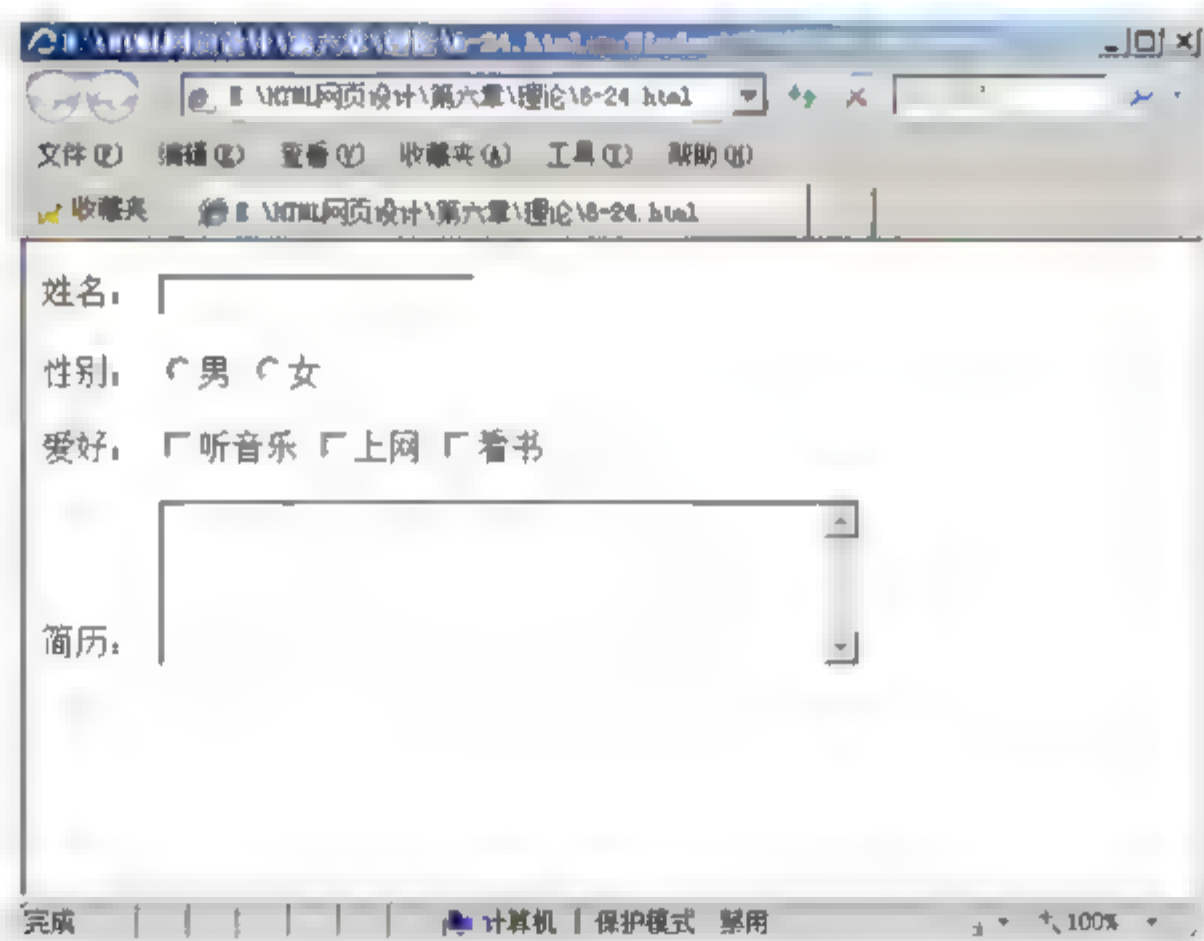 E \HTML网页设计\第六章\理论\6-24 html
文件(F) 编辑(E) 查看(V) 收藏夹(A) 工具(T) 帮助(H)
收藏夹 E \HTML网页设计\第六章\理论\6-24.html
姓名：
性别： 男 女
爱好： 听音乐 上网 看书
简历：
完成 计算机 | 保护模式 禁用 100%